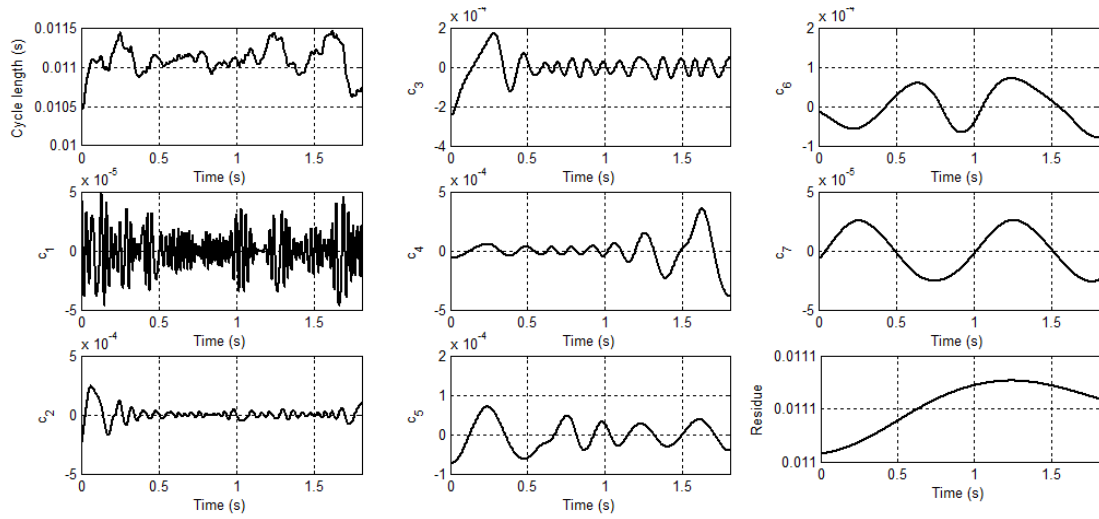 x 10⁻⁴
x 10⁻⁴
0.0115
2
2
0.011
0
1
Cycle length (s)
c₃
c₆
0.0105
-2
0
0.01
-4
-1
0 0.5 1 1.5
0 0.5 1 1.5
0 0.5 1 1.5
Time (s)
Time (s)
Time (s)
x 10⁻⁵
x 10⁻⁴
x 10⁻⁵
5
5
5
c₁
0
c₄
0
c₇
0
-5
-5
-5
0 0.5 1 1.5
0 0.5 1 1.5
0 0.5 1 1.5
Time (s)
Time (s)
Time (s)
x 10⁻⁴
x 10⁻⁴
5
2
0.0111
1
c₂
0
c₅
0
Residue
0.0111
-5
-1
0.011
0 0.5 1 1.5
0 0.5 1 1.5
0 0.5 1 1.5
Time (s)
Time (s)
Time (s)